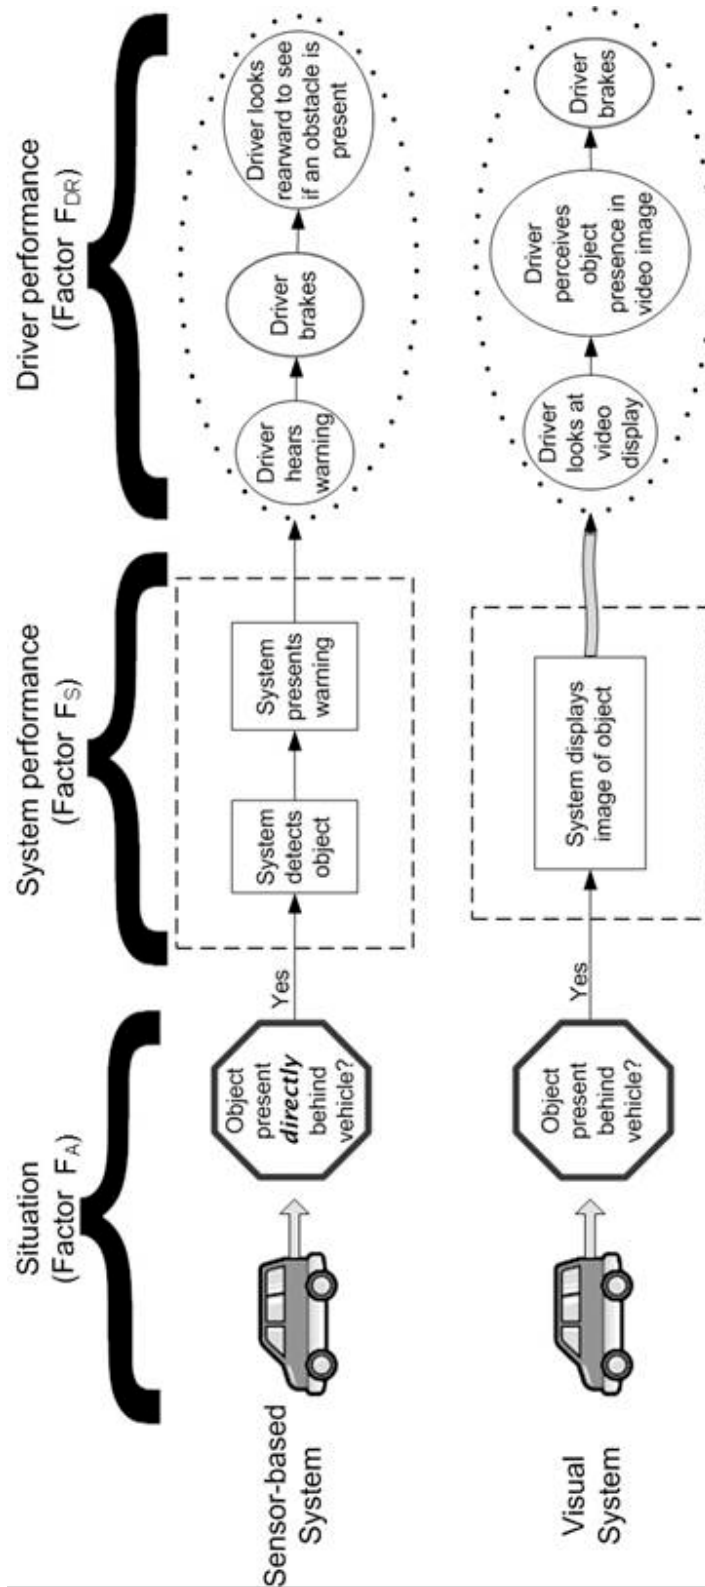 Situation
(Factor FA)
System performance
(Factor FS)
Driver performance
(Factor FDR)
Sensor-based
System
Object
present
directly
behind
vehicle?
Yes
System
detects
object
System
presents
warning
Driver
hears
warning
Driver
brakes
Driver looks
rearward to see
if an obstacle is
present
Visual
System
Object
present
behind
vehicle?
Yes
System displays
image of object
Driver
looks at
video
display
Driver
perceives
object
presence in
video image
Driver
brakes